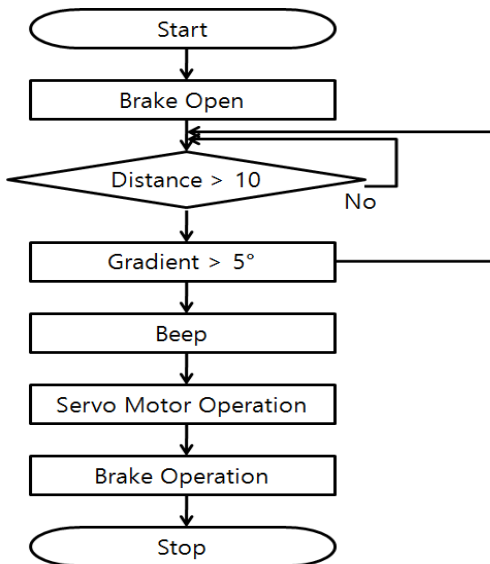 Start
Brake Open
Distance > 10
No
Gradient > 5°
Beep
Servo Motor Operation
Brake Operation
Stop